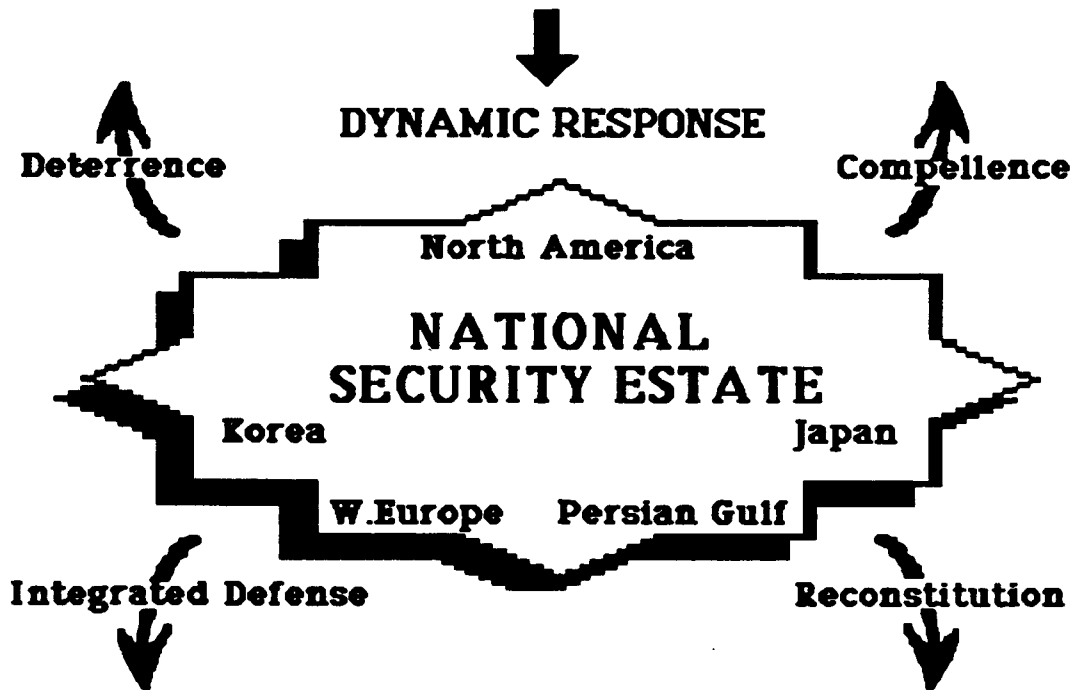 DYNAMIC RESPONSE
Deterrence
Compellence
North America
NATIONAL
SECURITY ESTATE
Korea
Japan
W.Europe
Persian Gulf
Integrated Defense
Reconstitution